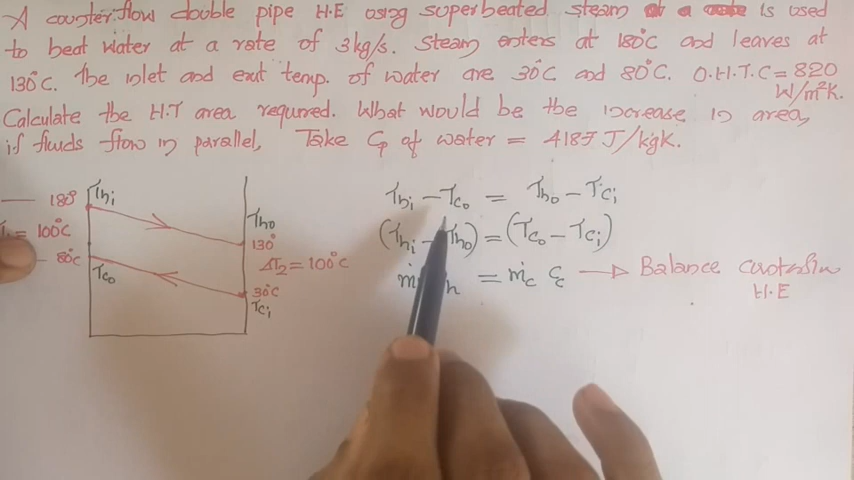 A counterflow double pipe H.E using superheated steam is used
to heat water at a rate of 3kg/s. Steam enters at 180°C and leaves at
130°C. The inlet and exit temp. of water are 30°C and 80°C. O.H.T.C = 820
W/m²K.
Calculate the H.T area required. What would be the increase in area,
if fluids flow in parallel, Take Cp of water = 4187 J/kgK.
180° Thi
= 100°C
80°C
Tco
Tho
130°
ΔT2 = 100°C
30°C
Tci
Thi - Tco = Tho - Tci
(Thi - Tho) = (Tco - Tci)
ṁ h = ṁc Cc → Balance counterflow
H.E